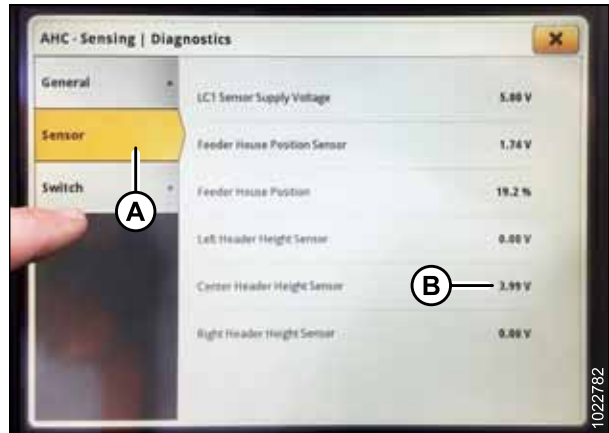 AHC - Sensing | Diagnostics
General
LC1 Sensor Supply Voltage 5.00 V
Sensor
Feeder House Position Sensor 1.74 V
Switch
Feeder House Position 19.2 %
A
Left Header Height Sensor 0.00 V
Center Header Height Sensor B 3.99 V
Right Header Height Sensor 0.00 V
1022782